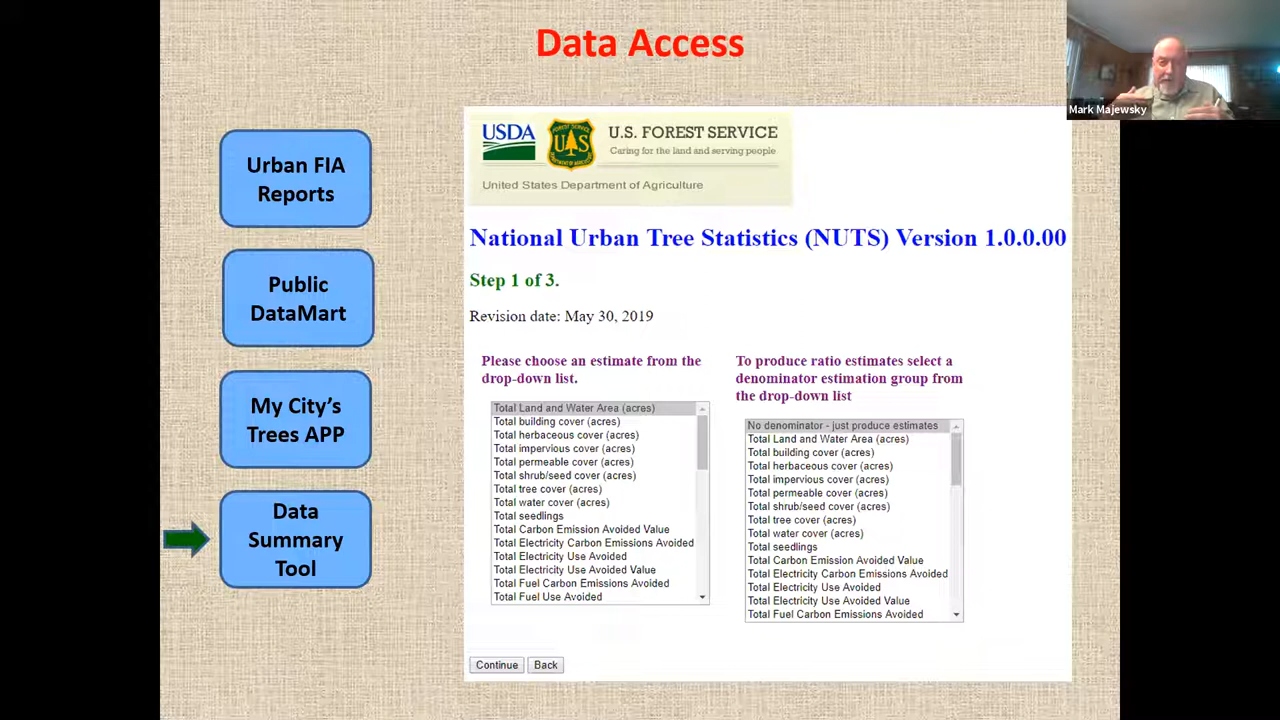 Data Access
Mark Majewsky
Urban FIA
Reports
Public
DataMart
My City's
Trees APP
Data
Summary
Tool
USDA
U.S. FOREST SERVICE
Caring for the land and serving people
United States Department of Agriculture
National Urban Tree Statistics (NUTS) Version 1.0.0.00
Step 1 of 3.
Revision date: May 30, 2019
Please choose an estimate from the
drop-down list.
Total Land and Water Area (acres)
Total building cover (acres)
Total herbaceous cover (acres)
Total impervious cover (acres)
Total permeable cover (acres)
Total shrub/seed cover (acres)
Total tree cover (acres)
Total water cover (acres)
Total seedlings
Total Carbon Emission Avoided Value
Total Electricity Carbon Emissions Avoided
Total Electricity Use Avoided
Total Electricity Use Avoided Value
Total Fuel Carbon Emissions Avoided
Total Fuel Use Avoided
To produce ratio estimates select a
denominator estimation group from
the drop-down list
No denominator - just produce estimates
Total Land and Water Area (acres)
Total building cover (acres)
Total herbaceous cover (acres)
Total impervious cover (acres)
Total permeable cover (acres)
Total shrub/seed cover (acres)
Total tree cover (acres)
Total water cover (acres)
Total seedlings
Total Carbon Emission Avoided Value
Total Electricity Carbon Emissions Avoided
Total Electricity Use Avoided
Total Electricity Use Avoided Value
Total Fuel Carbon Emissions Avoided
Continue Back